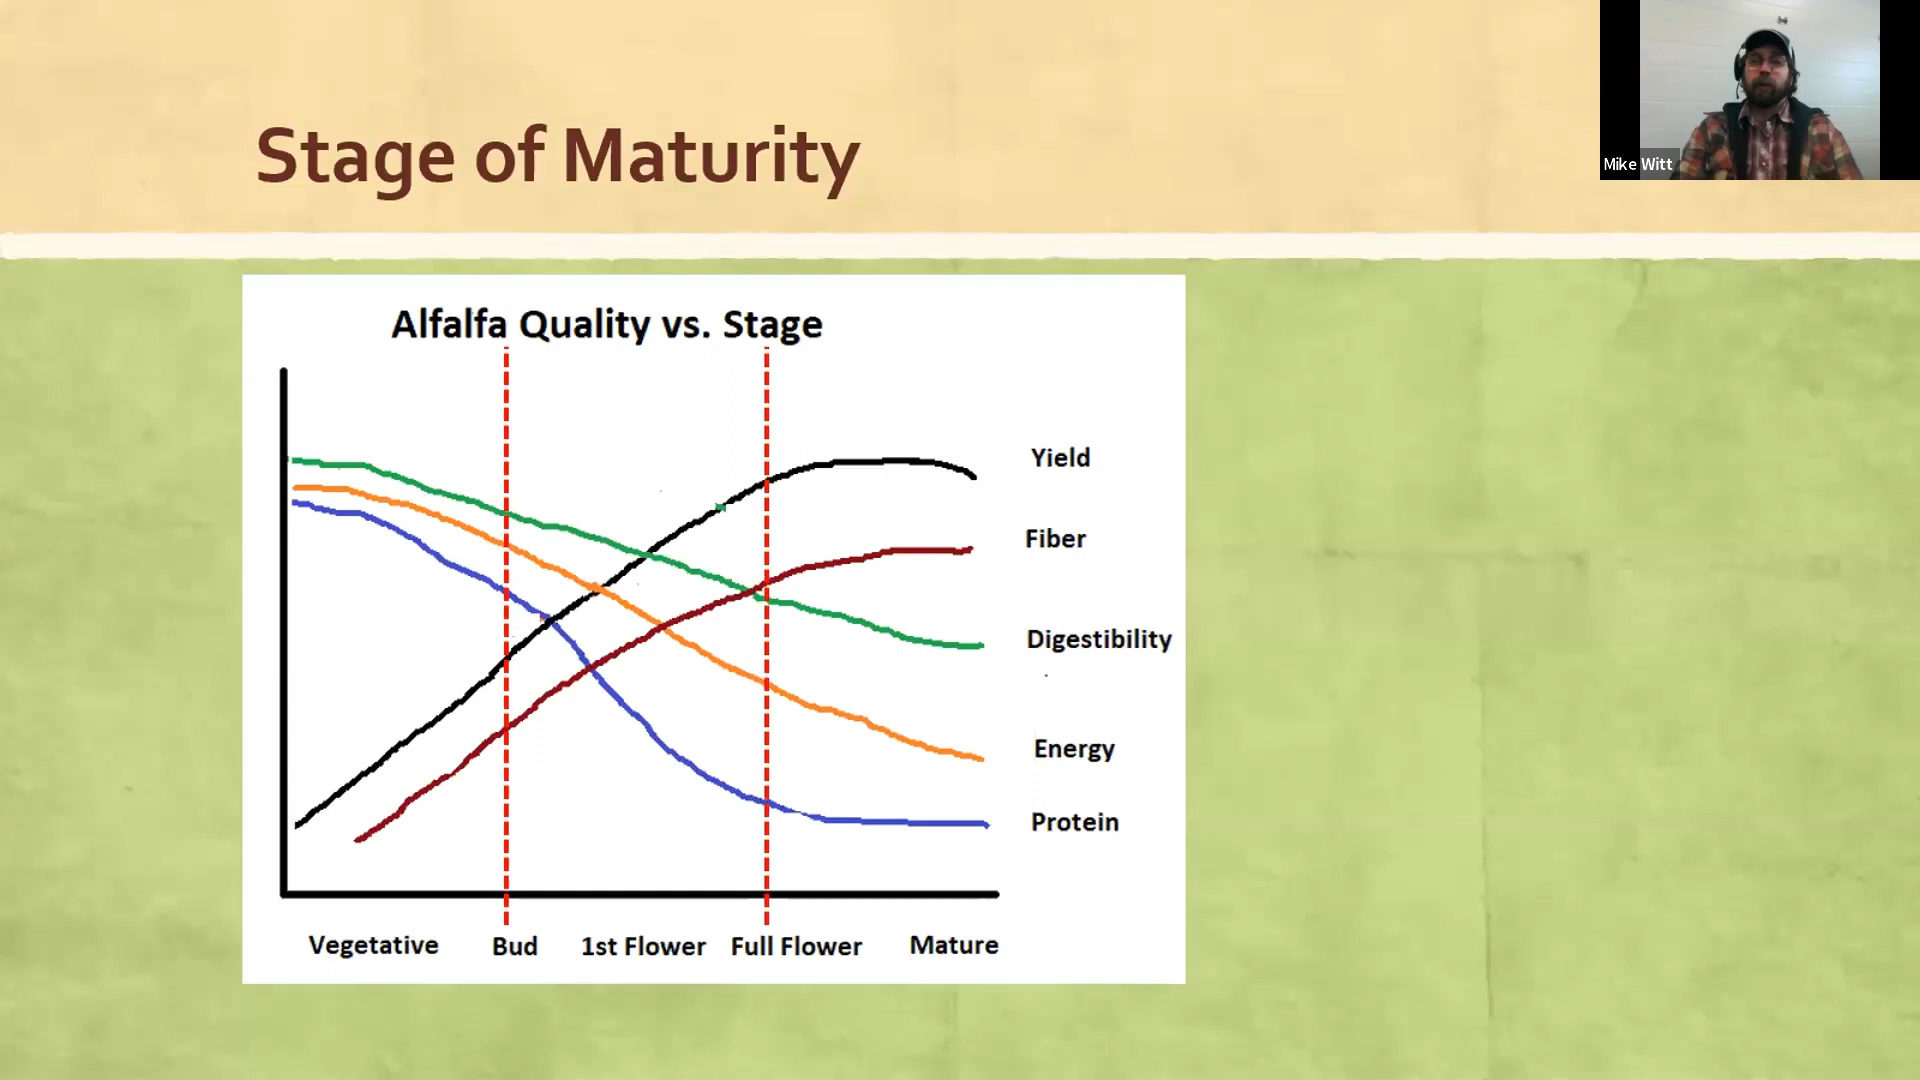 Stage of Maturity
Mike Witt
Alfalfa Quality vs. Stage
Yield
Fiber
Digestibility
Energy
Protein
Vegetative Bud 1st Flower Full Flower Mature